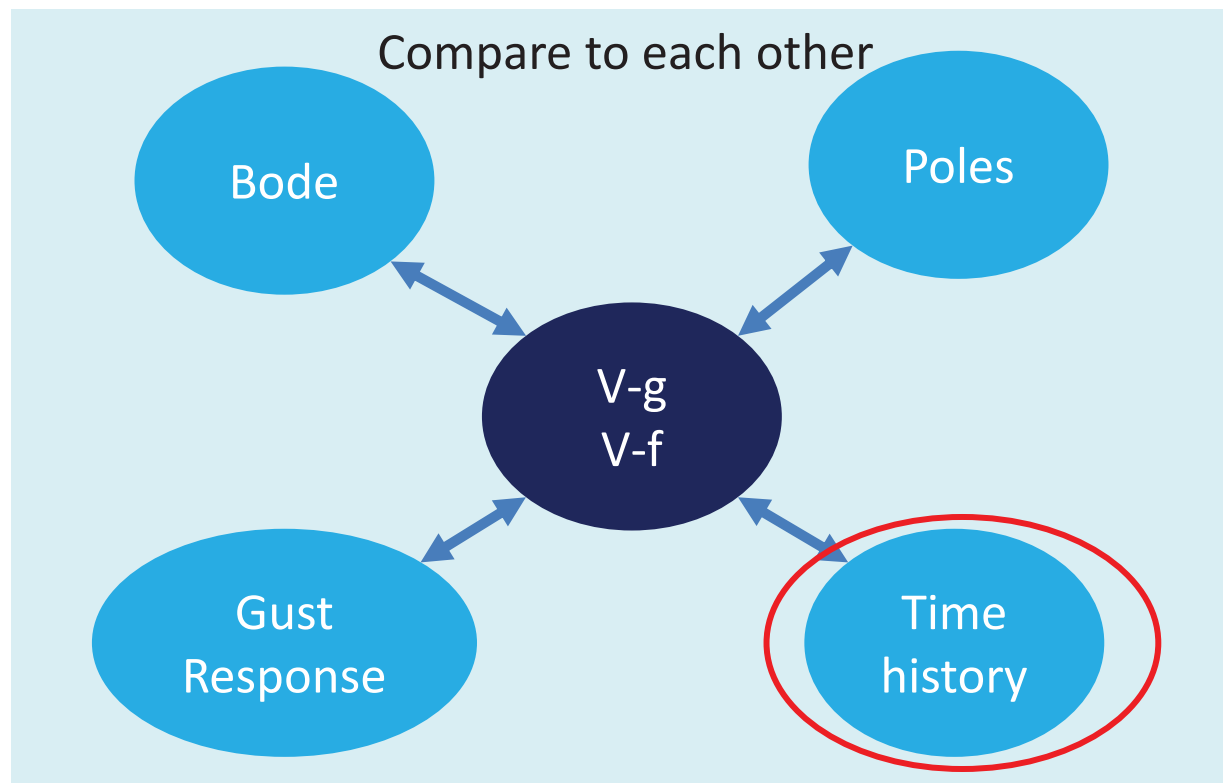 Compare to each other
Bode
Poles
V-g
V-f
Gust
Response
Time
history